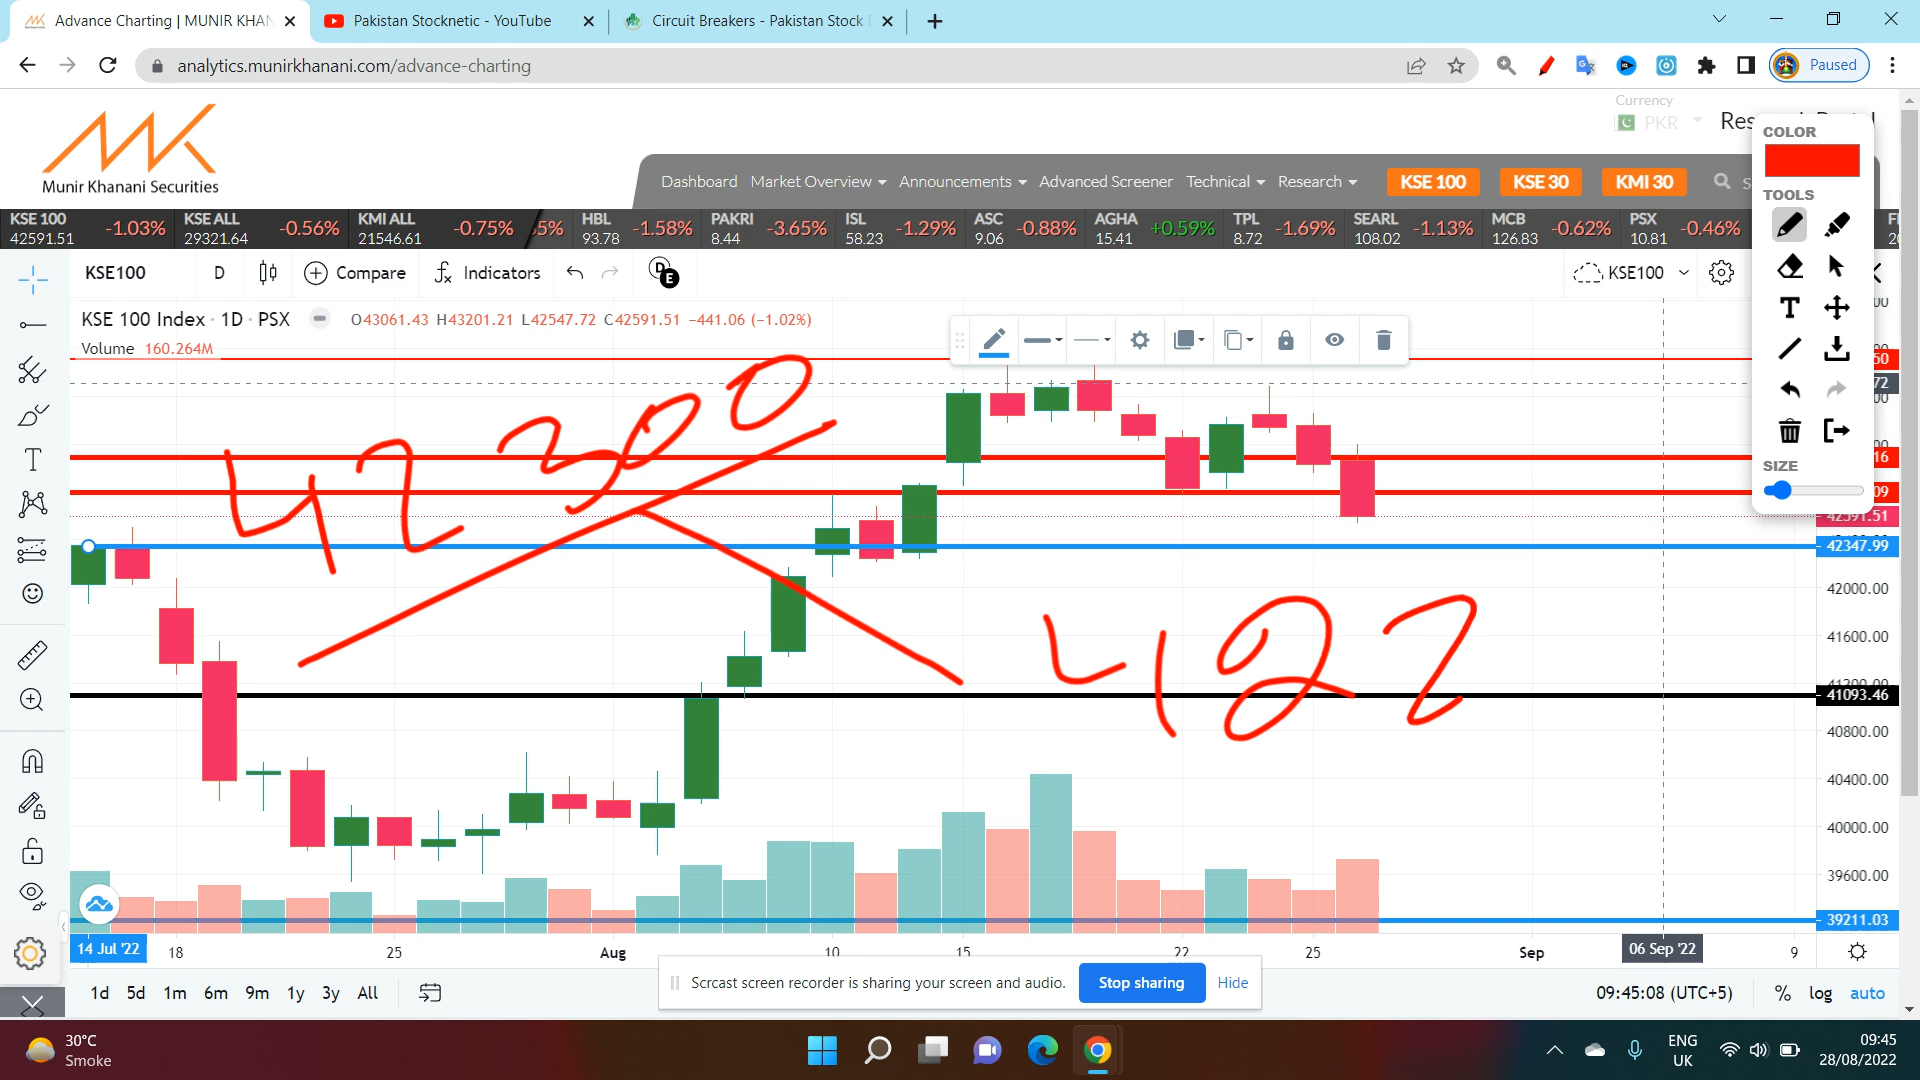 Advance Charting | MUNIR KHAN
Pakistan Stocknetic - YouTube
Circuit Breakers - Pakistan Stock
analytics.munirkhanani.com/advance-charting
Paused
Currency
PKR
MK
Munir Khanani Securities
Dashboard
Market Overview
Announcements
Advanced Screener
Technical
Research
KSE 100
KSE 30
KMI 30
COLOR
TOOLS
SIZE
KSE 100 42591.51 -1.03%
KSE ALL 29321.64 -0.56%
KMI ALL 21546.61 -0.75%
5%
HBL 93.78 -1.58%
PAKRI 8.44 -3.65%
ISL 58.23 -1.29%
ASC 9.06 -0.88%
AGHA 15.41 +0.59%
TPL 8.72 -1.69%
SEARL 108.02 -1.13%
MCB 126.83 -0.62%
PSX 10.81 -0.46%
KSE100
D
Compare
Indicators
D E
KSE100
KSE 100 Index · 1D · PSX
O43061.43 H43201.21 L42547.72 C42591.51 -441.06 (-1.02%)
Volume 160.264M
42300
50
72
16
09
42591.51
42347.99
42000.00
41600.00
41093.46
40800.00
40400.00
40000.00
39600.00
39211.03
14 Jul '22
18
25
Aug
10
15
22
25
Sep
06 Sep '22
9
1d 5d 1m 6m 9m 1y 3y All
Scrcast screen recorder is sharing your screen and audio.
Stop sharing
Hide
09:45:08 (UTC+5)
% log auto
30°C
Smoke
ENG
UK
09:45
28/08/2022